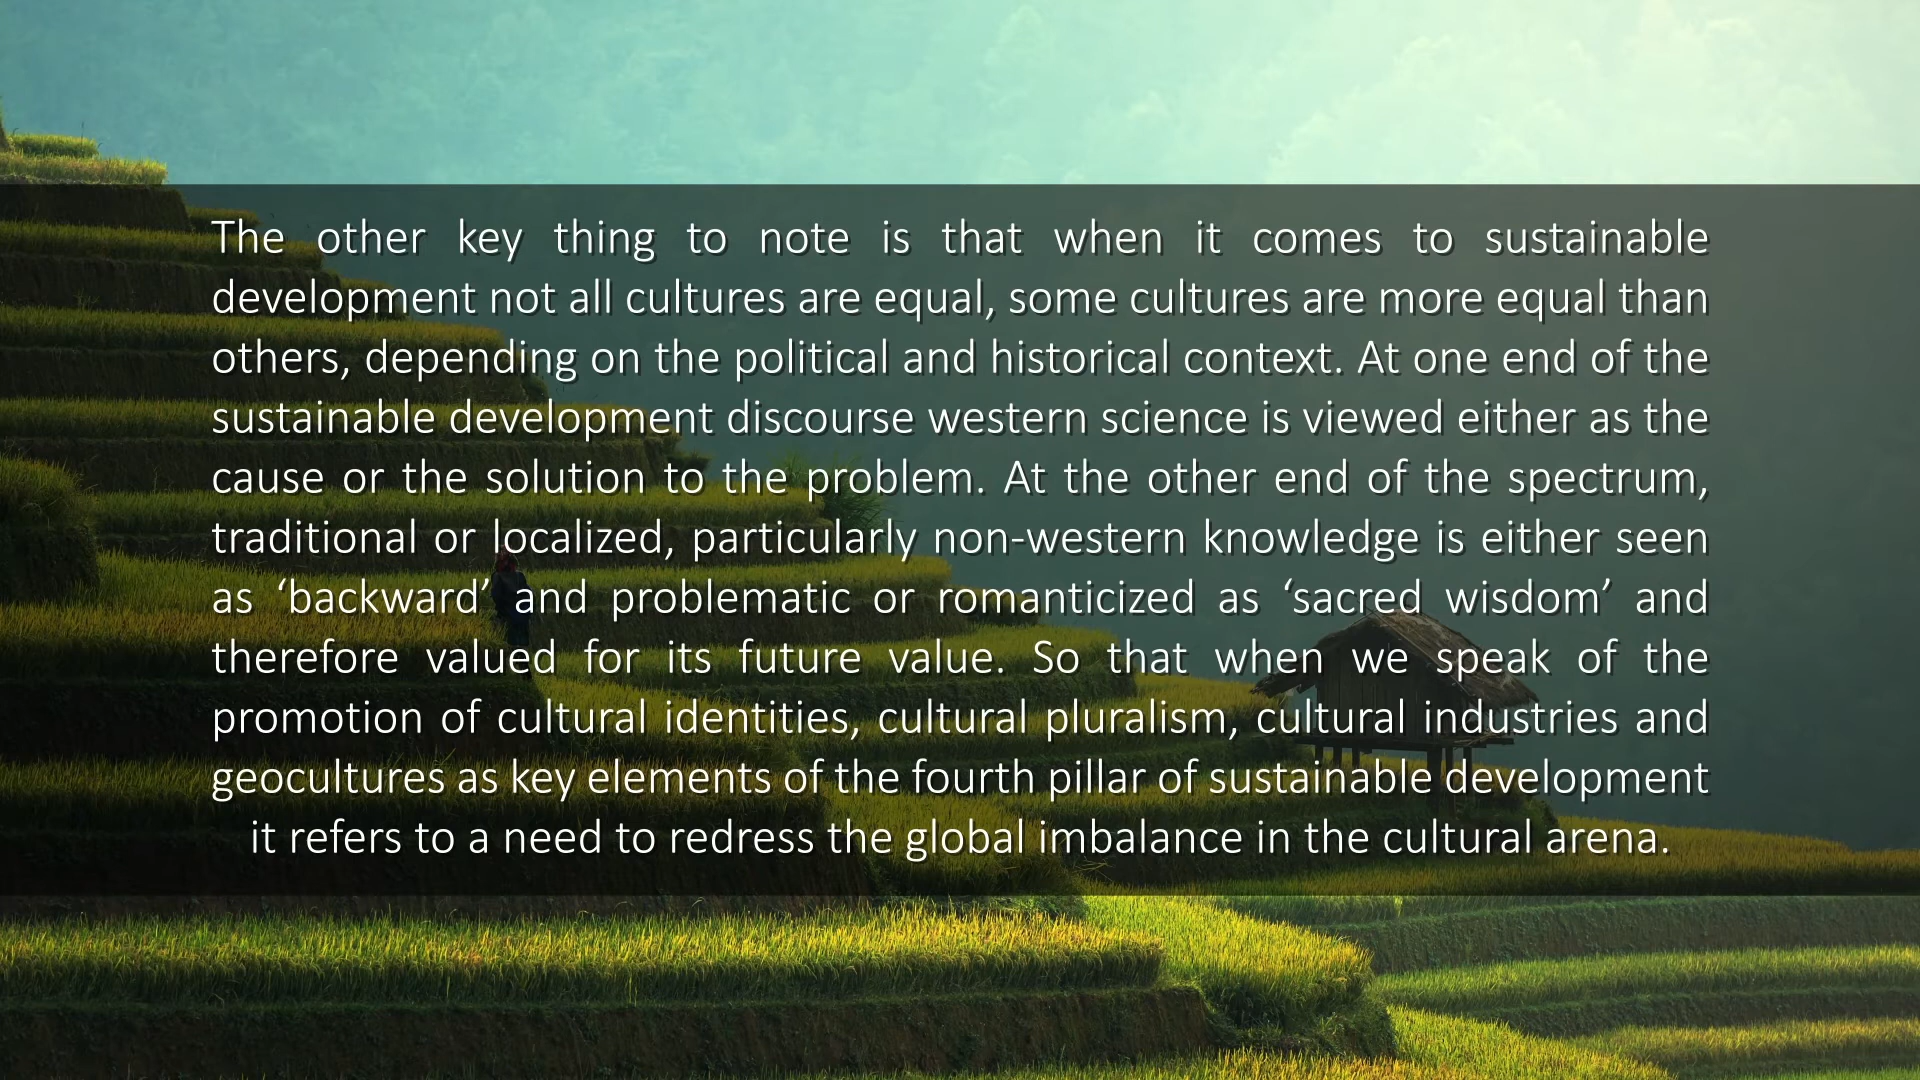 The other key thing to note is that when it comes to sustainable
development not all cultures are equal, some cultures are more equal than
others, depending on the political and historical context. At one end of the
sustainable development discourse western science is viewed either as the
cause or the solution to the problem. At the other end of the spectrum,
traditional or localized, particularly non-western knowledge is either seen
as ‘backward’ and problematic or romanticized as ‘sacred wisdom’ and
therefore valued for its future value. So that when we speak of the
promotion of cultural identities, cultural pluralism, cultural industries and
geocultures as key elements of the fourth pillar of sustainable development
it refers to a need to redress the global imbalance in the cultural arena.